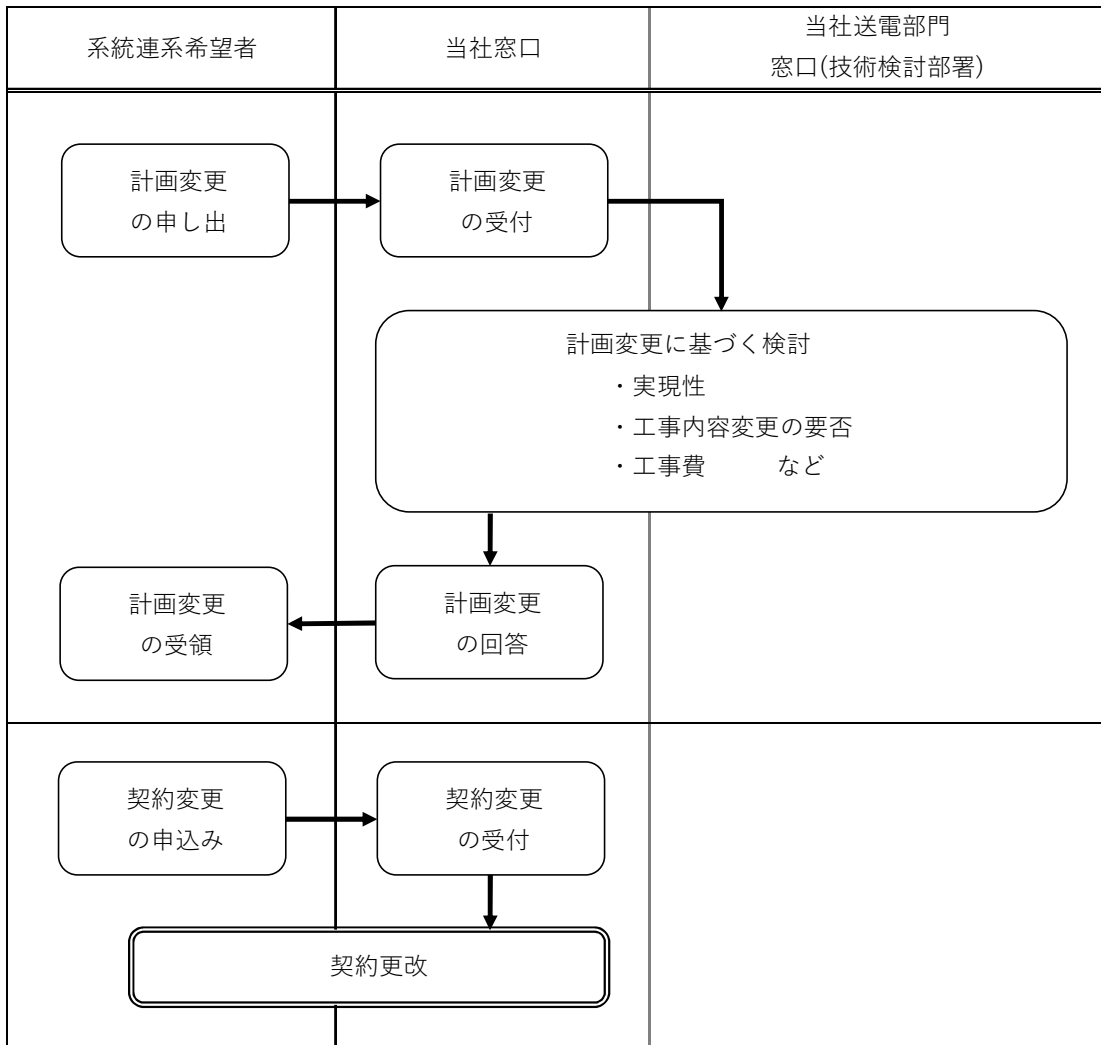 系統連系希望者
当社窓口
当社送電部門
窓口(技術検討部署)
計画変更
の申し出
計画変更
の受付
計画変更に基づく検討
・実現性
・工事内容変更の要否
・工事費　　　など
計画変更
の受領
計画変更
の回答
契約変更
の申込み
契約変更
の受付
契約更改